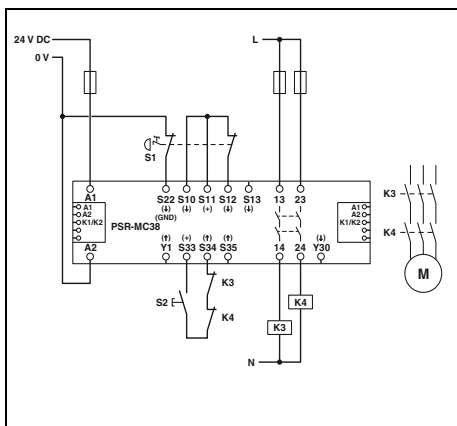 24 V DC
0 V
L
S1
A1
S22 S10 S11 S12 S13 13 23
(↓) (↓) (+) (↓) (↓)
(GND)
A1
A2
K1/K2
PSR-MC38
A1
A2
K1/K2
A2
(↑) (+) (↑) (↑) (↓)
Y1 S33 S34 S35 14 24 Y30
K3
K4
M
S2
K3
K4
K4
K3
N